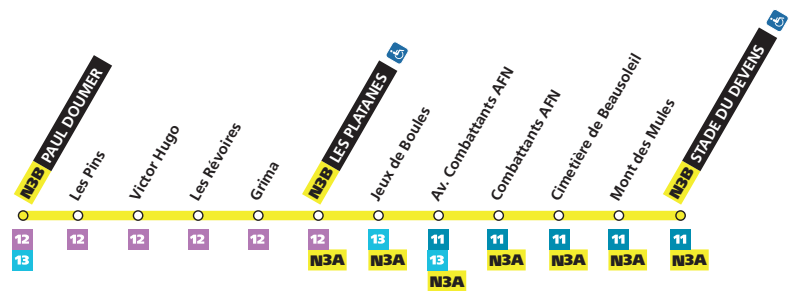 N3B PAUL DOUMER
Les Pins
Victor Hugo
Les Révoires
Grima
N3B LES PLATANES
Jeux de Boules
Av. Combattants AFN
Combattants AFN
Cimetière de Beausoleil
Mont des Mules
N3B STADE DU DEVENS
12 12 12 12 12 12 13 11 11 11 11 11
13 N3A N3A 13 N3A N3A N3A N3A
N3A